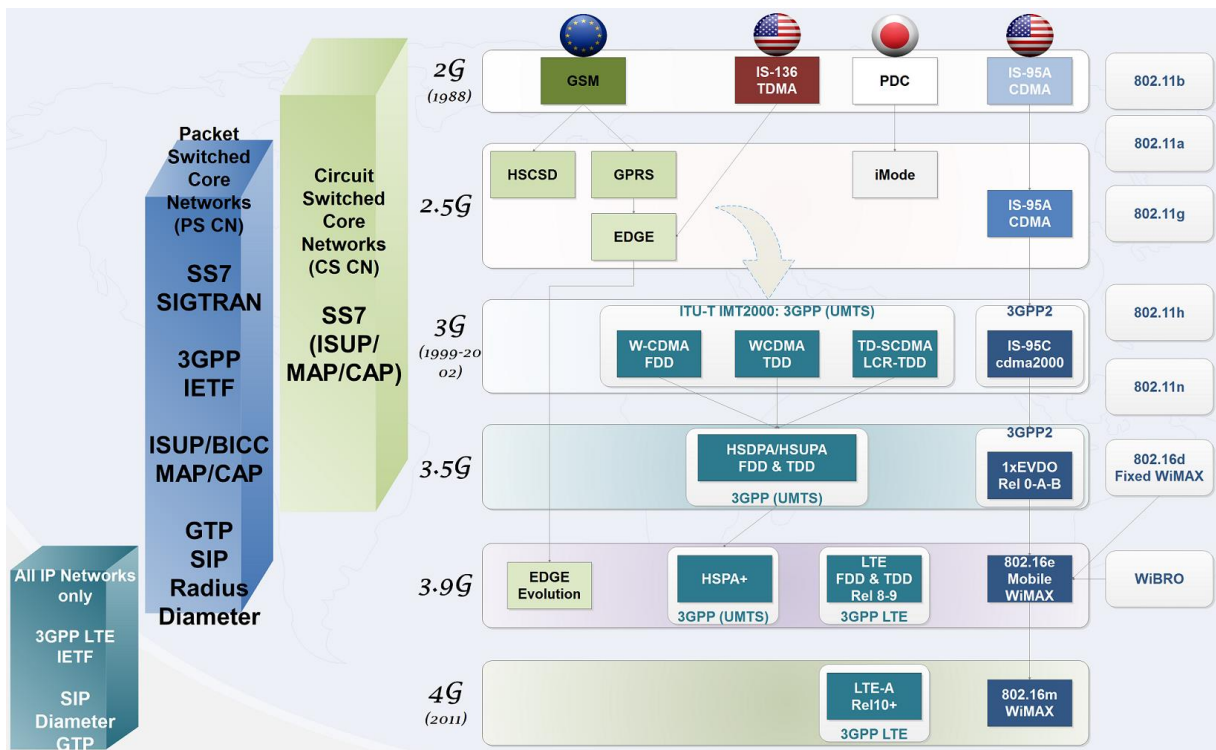 Packet
Switched
Core
Networks
(PS CN)
SS7
SIGTRAN
3GPP
IETF
ISUP/BICC
MAP/CAP
GTP
SIP
Radius
Diameter
Circuit
Switched
Core
Networks
(CS CN)
SS7
(ISUP/
MAP/CAP)
All IP Networks
only
3GPP LTE
IETF
SIP
Diameter
GTP
2G
(1988)
GSM
IS-136
TDMA
PDC
IS-95A
CDMA
802.11b
802.11a
2.5G
HSCSD
GPRS
iMode
EDGE
IS-95A
CDMA
802.11g
3G
(1999-20
02)
ITU-T IMT2000: 3GPP (UMTS)
W-CDMA
FDD
WCDMA
TDD
TD-SCDMA
LCR-TDD
3GPP2
IS-95C
cdma2000
802.11h
802.11n
3.5G
HSDPA/HSUPA
FDD & TDD
3GPP (UMTS)
3GPP2
1xEVDO
Rel 0-A-B
802.16d
Fixed WiMAX
3.9G
EDGE
Evolution
HSPA+
3GPP (UMTS)
LTE
FDD & TDD
Rel 8-9
3GPP LTE
802.16e
Mobile
WiMAX
WiBRO
4G
(2011)
LTE-A
Rel10+
3GPP LTE
802.16m
WiMAX